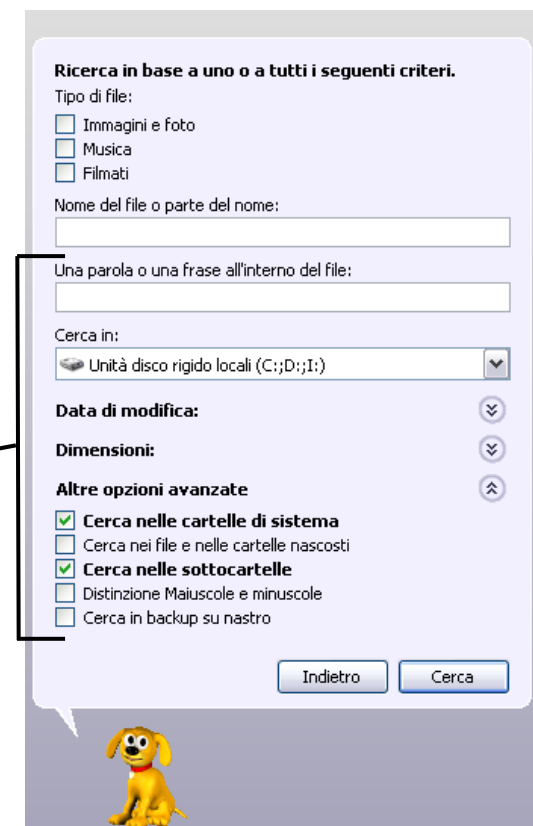 Ricerca in base a uno o a tutti i seguenti criteri.
Tipo di file:
Immagini e foto
Musica
Filmati
Nome del file o parte del nome:
Una parola o una frase all'interno del file:
Cerca in:
Unità disco rigido locali (C:;D:;I:)
Data di modifica:
Dimensioni:
Altre opzioni avanzate
Cerca nelle cartelle di sistema
Cerca nei file e nelle cartelle nascosti
Cerca nelle sottocartelle
Distinzione Maiuscole e minuscole
Cerca in backup su nastro
Indietro Cerca